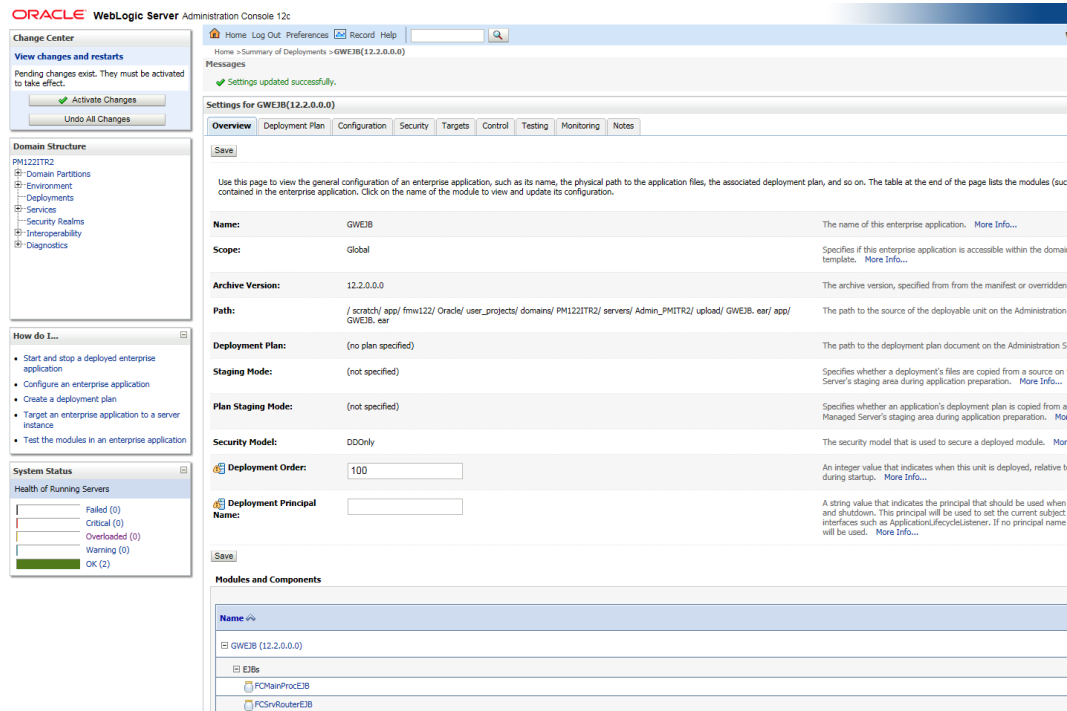 ORACLE WebLogic Server Administration Console 12c
Change Center
View changes and restarts
Pending changes exist. They must be activated
to take effect.
Activate Changes
Undo All Changes
Domain Structure
PM122ITR2
Domain Partitions
Environment
Deployments
Services
Security Realms
Interoperability
Diagnostics
How do I...
Start and stop a deployed enterprise
application
Configure an enterprise application
Create a deployment plan
Target an enterprise application to a server
instance
Test the modules in an enterprise application
System Status
Health of Running Servers
Failed (0)
Critical (0)
Overloaded (0)
Warning (0)
OK (2)
Home Log Out Preferences Record Help
Home >Summary of Deployments >GWEJB(12.2.0.0.0)
Messages
Settings updated successfully.
Settings for GWEJB(12.2.0.0.0)
Overview Deployment Plan Configuration Security Targets Control Testing Monitoring Notes
Save
Use this page to view the general configuration of an enterprise application, such as its name, the physical path to the application files, the associated deployment plan, and so on. The table at the end of the page lists the modules (suc
contained in the enterprise application. Click on the name of the module to view and update its configuration.
Name: GWEJB The name of this enterprise application. More Info...
Scope: Global Specifies if this enterprise application is accessible within the domain
template. More Info...
Archive Version: 12.2.0.0.0 The archive version, specified from from the manifest or overridden
Path: / scratch/ app/ fmw122/ Oracle/ user_projects/ domains/ PM122ITR2/ servers/ Admin_PMITR2/ upload/ GWEJB. ear/ app/ The path to the source of the deployable unit on the Administration
GWEJB. ear
Deployment Plan: (no plan specified) The path to the deployment plan document on the Administration S
Staging Mode: (not specified) Specifies whether a deployment's files are copied from a source on
Server's staging area during application preparation. More Info...
Plan Staging Mode: (not specified) Specifies whether an application's deployment plan is copied from a
Managed Server's staging area during application preparation. Mor
Security Model: DDOnly The security model that is used to secure a deployed module. Mor
Deployment Order: 100 An integer value that indicates when this unit is deployed, relative t
during startup. More Info...
Deployment Principal A string value that indicates the principal that should be used when
Name: and shutdown. This principal will be used to set the current subject
interfaces such as ApplicationLifecycleListener. If no principal name
will be used. More Info...
Save
Modules and Components
Name
GWEJB (12.2.0.0.0)
EJBs
FCMainProcEJB
FCSrvRouterEJB